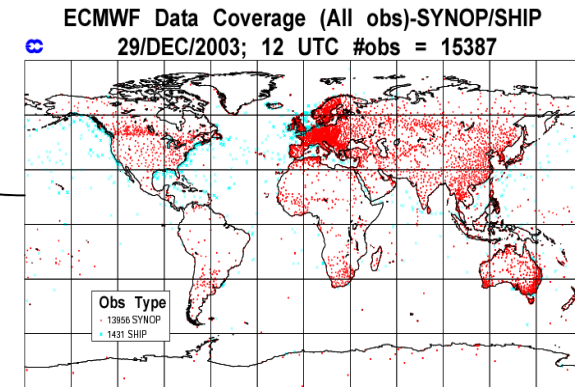 ECMWF Data Coverage (All obs)-SYNOP/SHIP
29/DEC/2003; 12 UTC #obs = 15387
Obs Type
13956 SYNOP
1431 SHIP